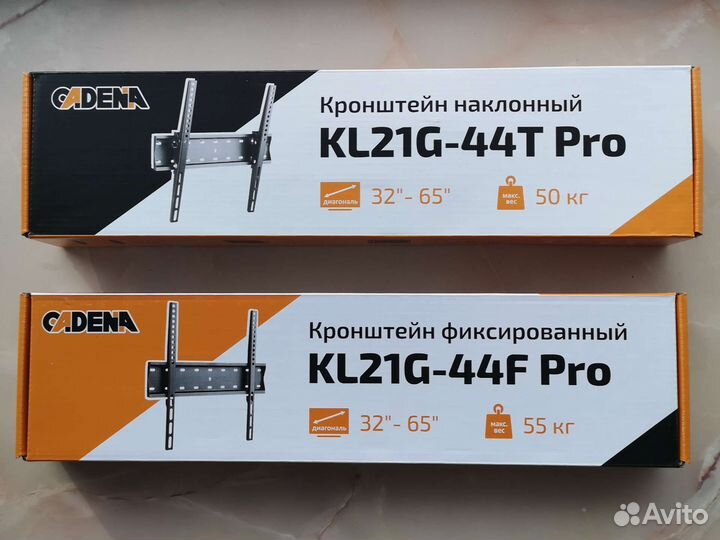 CADENA
Кронштейн наклонный
KL21G-44T Pro
диагональ
32"- 65"
макс.
вес
50 кг
CADENA
Кронштейн фиксированный
KL21G-44F Pro
диагональ
32"- 65"
макс.
вес
55 кг
Avito